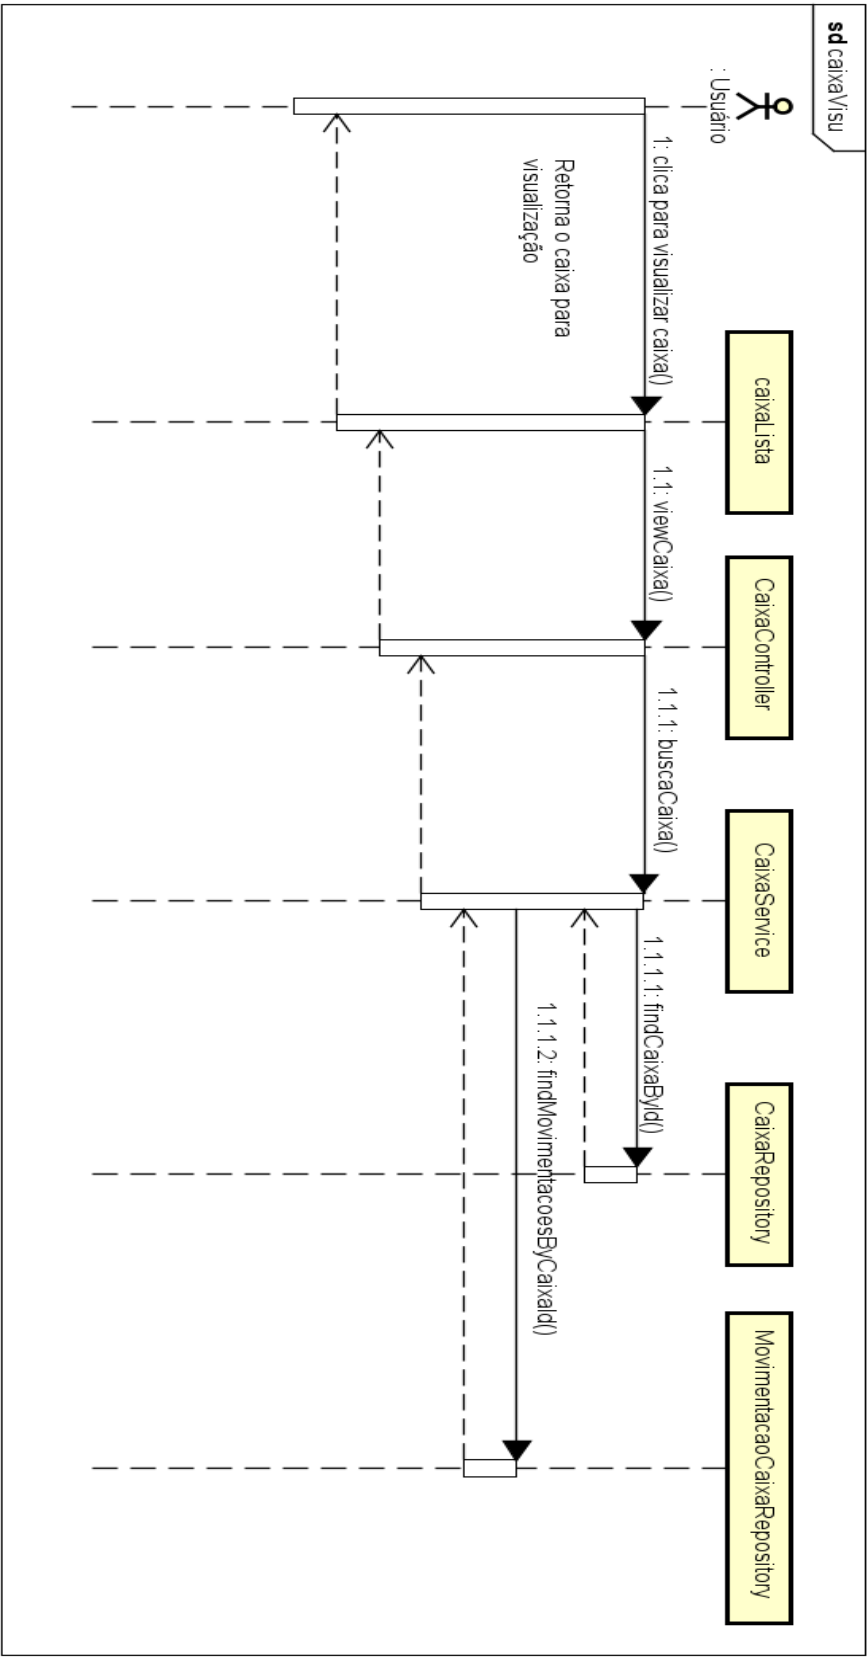 sd caixaVisu
: Usuário
caixaLista
CaixaController
CaixaService
CaixaRepository
MovimentacaoCaixaRepository
1: clica para visualizar caixa()
1.1: viewCaixa()
1.1.1: buscaCaixa()
1.1.1.1: findCaixaById()
1.1.1.2: findMovimentacoesByCaixaId()
Retorna o caixa para
visualização